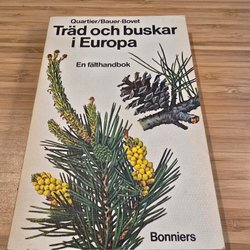 Quartier/Bauer-Bovet
Träd och buskar
i Europa
En fälthandbok
Bonniers